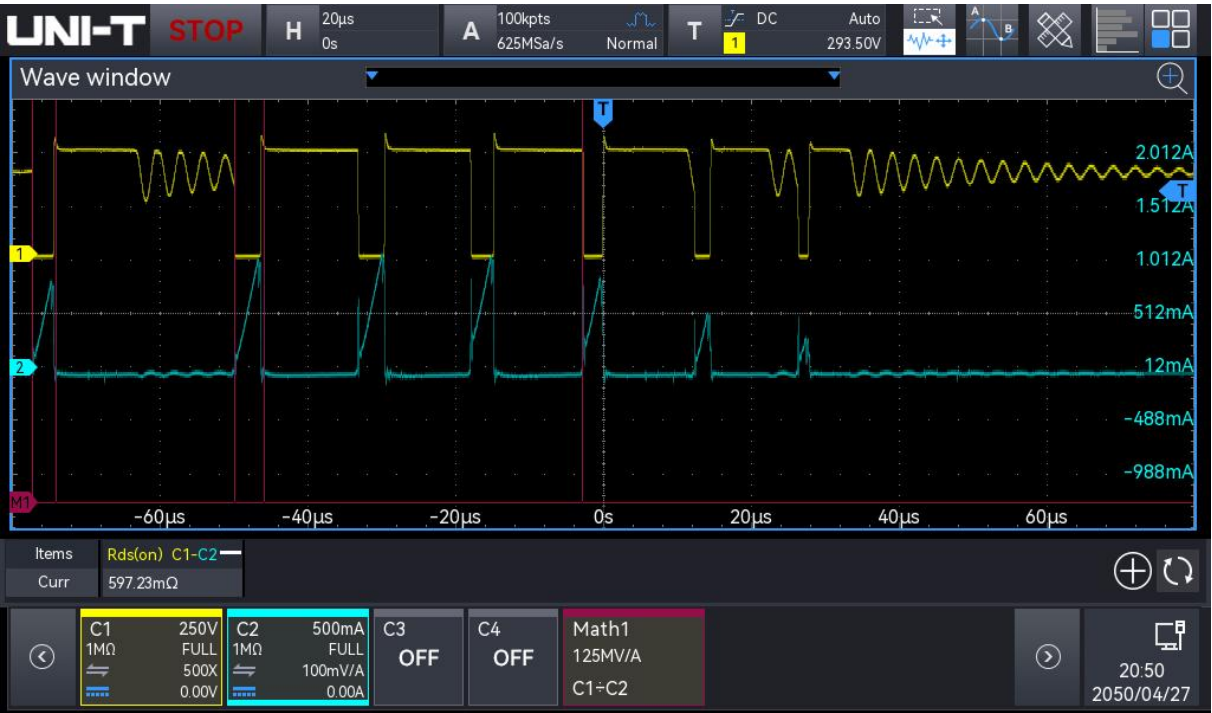 UNI-T STOP H 20μs A 100kpts T DC Auto A
0s 625MSa/s Normal 1 293.50V B
Wave window
T
2.012A
T
1.512A
1
1.012A
512mA
2 12mA
-488mA
-988mA
M1
-60μs -40μs -20μs 0s 20μs 40μs 60μs
Items Rds(on) C1-C2
Curr 597.23mΩ
C1 250V C2 500mA C3 C4 Math1
1MΩ FULL 1MΩ FULL OFF OFF 125MV/A
500X 100mV/A 20:50
0.00V 0.00A C1÷C2 2050/04/27